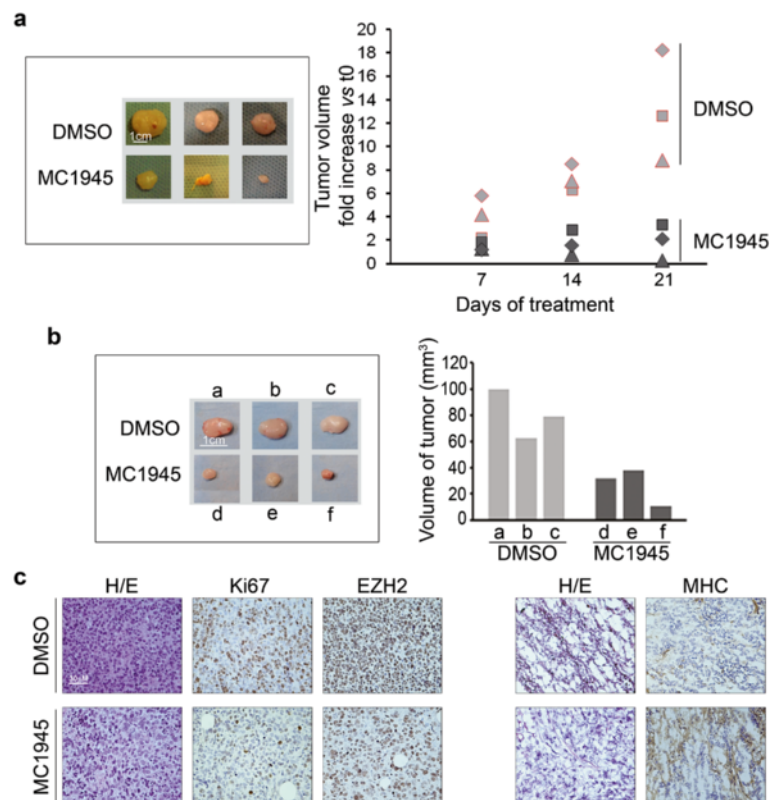 a
DMSO
1cm
MC1945
Tumor volume
fold increase vs t0
20
18
16
14
12
10
8
6
4
2
0
7 14 21
Days of treatment
DMSO
MC1945
b
a b c
DMSO
1cm
MC1945
d e f
Volume of tumor (mm³)
120
100
80
60
40
20
0
a b c d e f
DMSO MC1945
c
H/E Ki67 EZH2 H/E MHC
DMSO
MC1945